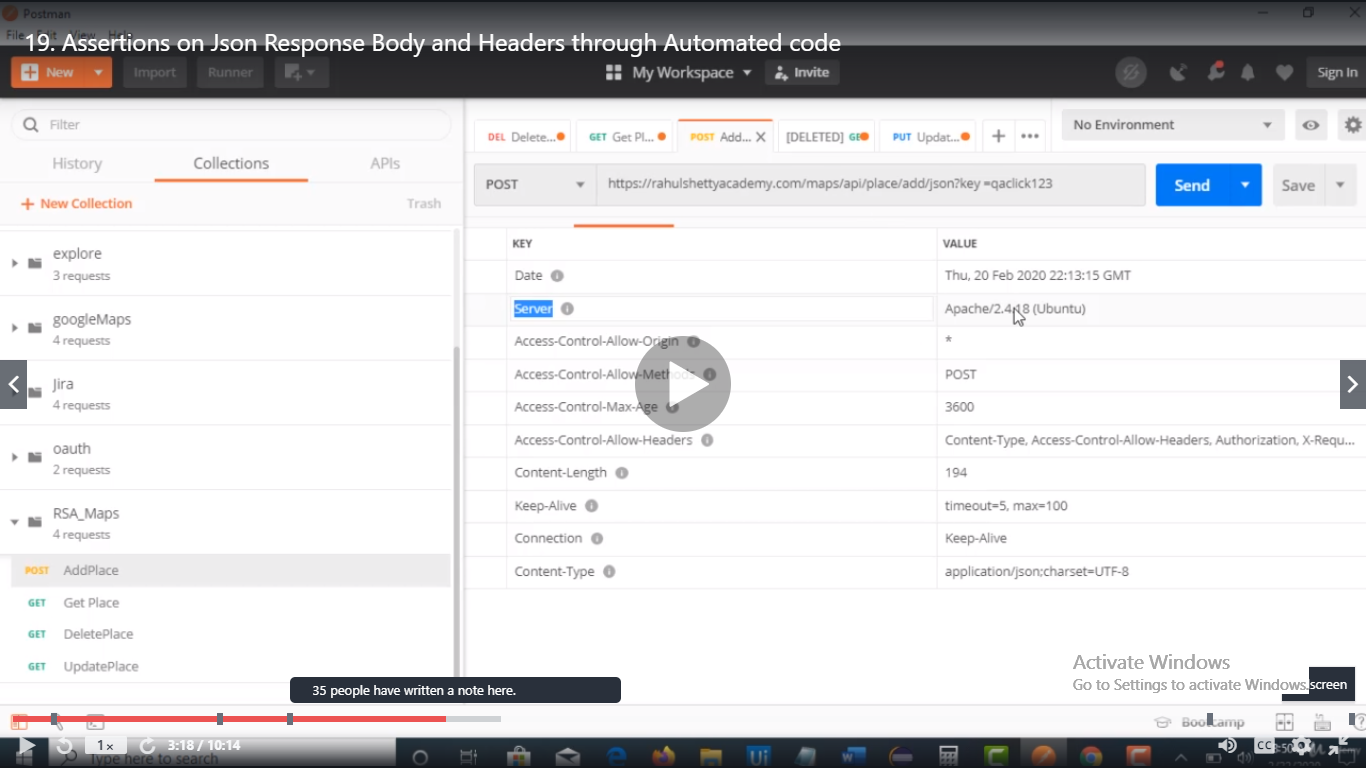 Postman
File Edit View Help
19. Assertions on Json Response Body and Headers through Automated code
New
Import
Runner
My Workspace
Invite
Sign In
Filter
DEL Delete...
GET Get Pl...
POST Add...
[DELETED] GE
PUT Updat...
No Environment
History
Collections
APIs
POST
https://rahulshettyacademy.com/maps/api/place/add/json?key =qaclick123
Send
Save
New Collection
Trash
KEY
VALUE
explore
3 requests
Date
Thu, 20 Feb 2020 22:13:15 GMT
Server
Apache/2.4.18 (Ubuntu)
googleMaps
4 requests
Access-Control-Allow-Origin
*
Access-Control-Allow-Methods
POST
Jira
4 requests
Access-Control-Max-Age
3600
Access-Control-Allow-Headers
Content-Type, Access-Control-Allow-Headers, Authorization, X-Requ...
oauth
2 requests
Content-Length
194
Keep-Alive
timeout=5, max=100
RSA_Maps
4 requests
Connection
Keep-Alive
POST AddPlace
Content-Type
application/json;charset=UTF-8
GET Get Place
GET DeletePlace
GET UpdatePlace
Activate Windows
Go to Settings to activate Windows.
screen
35 people have written a note here.
Bootcamp
1x
3:18 / 10:14
Type here to search
CC